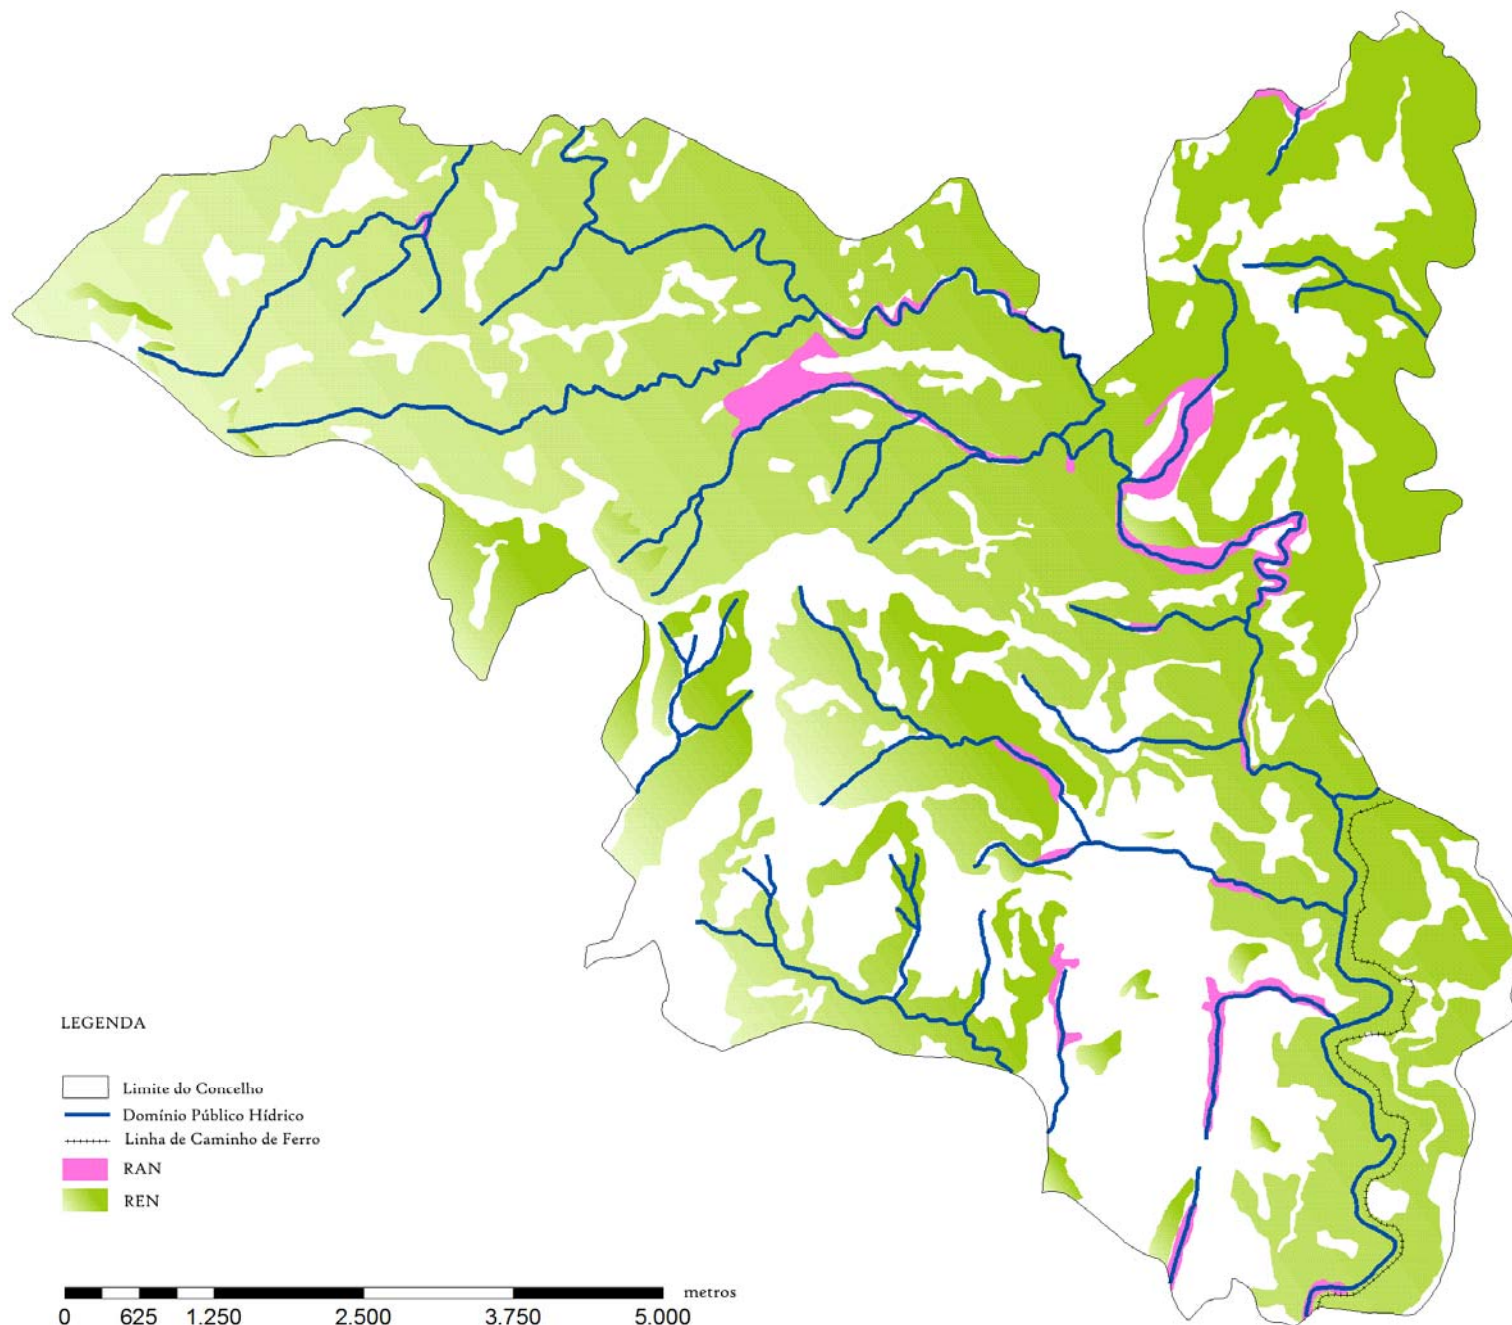 LEGENDA
Limite do Concelho
Domínio Público Hídrico
Linha de Caminho de Ferro
RAN
REN
metros
0 625 1.250 2.500 3.750 5.000